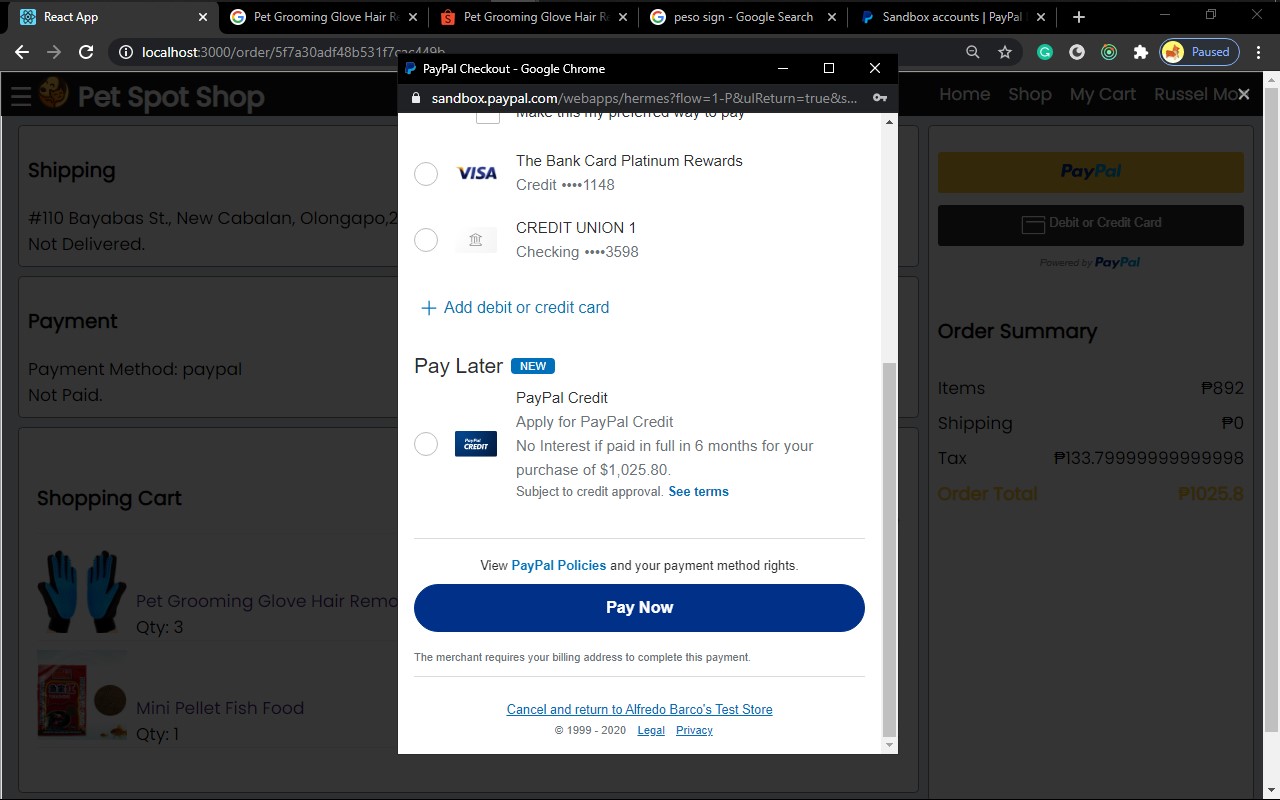 React App
Pet Grooming Glove Hair R
Pet Grooming Glove Hair R
peso sign - Google Search
Sandbox accounts | PayPal
localhost:3000/order/5f7a30adf48b531f7cac449b
Paused
PayPal Checkout - Google Chrome
sandbox.paypal.com/webapps/hermes?flow=1-P&ulReturn=true&s...
Pet Spot Shop
Home
Shop
My Cart
Russel Mo
Shipping
#110 Bayabas St., New Cabalan, Olongapo,2
Not Delivered.
Payment
Payment Method: paypal
Not Paid.
Shopping Cart
Pet Grooming Glove Hair Remo
Qty: 3
Mini Pellet Fish Food
Qty: 1
Make this my preferred way to pay
VISA
The Bank Card Platinum Rewards
Credit ••••1148
CREDIT UNION 1
Checking ••••3598
+ Add debit or credit card
Pay Later NEW
PayPal Credit
PayPal
CREDIT
Apply for PayPal Credit
No Interest if paid in full in 6 months for your
purchase of $1,025.80.
Subject to credit approval. See terms
View PayPal Policies and your payment method rights.
Pay Now
The merchant requires your billing address to complete this payment.
Cancel and return to Alfredo Barco's Test Store
© 1999 - 2020 Legal Privacy
PayPal
Debit or Credit Card
Powered by PayPal
Order Summary
Items ₱892
Shipping ₱0
Tax ₱133.79999999999998
Order Total ₱1025.8